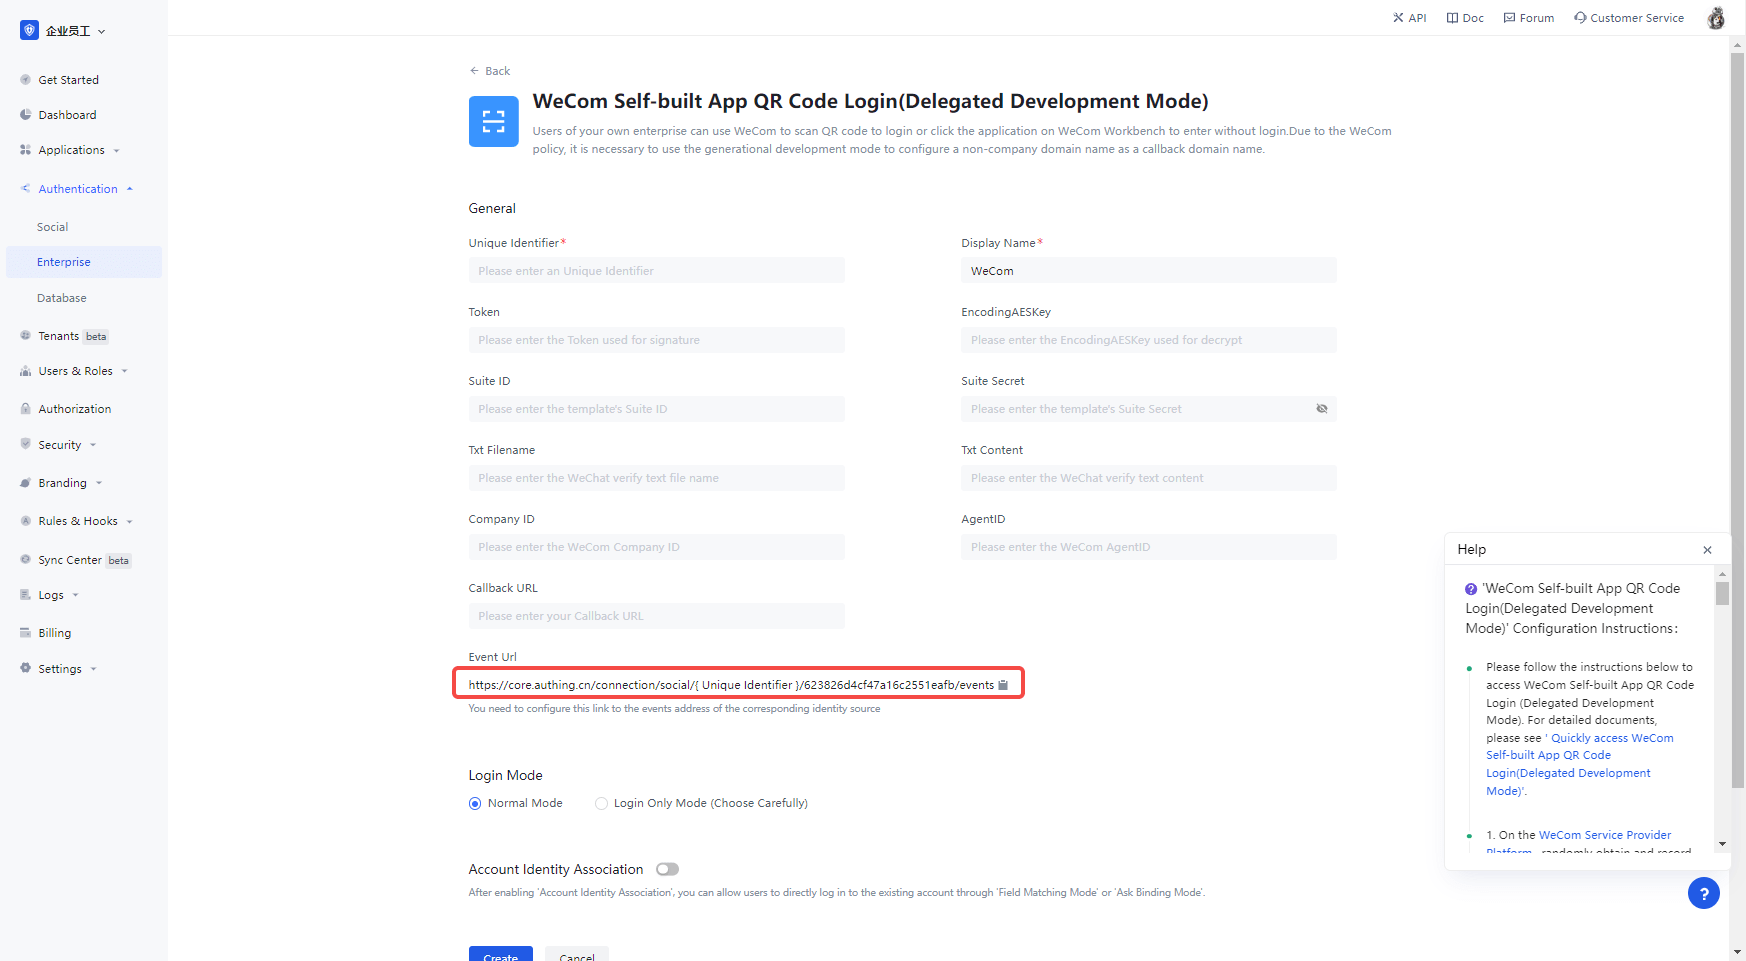 企业员工
API
Doc
Forum
Customer Service
Get Started
Dashboard
Applications
Authentication
Social
Enterprise
Database
Tenants beta
Users & Roles
Authorization
Security
Branding
Rules & Hooks
Sync Center beta
Logs
Billing
Settings
Back
WeCom Self-built App QR Code Login(Delegated Development Mode)
Users of your own enterprise can use WeCom to scan QR code to login or click the application on WeCom Workbench to enter without login.Due to the WeCom
policy, it is necessary to use the generational development mode to configure a non-company domain name as a callback domain name.
General
Unique Identifier*
Display Name*
Please enter an Unique Identifier
WeCom
Token
EncodingAESKey
Please enter the Token used for signature
Please enter the EncodingAESKey used for decrypt
Suite ID
Suite Secret
Please enter the template's Suite ID
Please enter the template's Suite Secret
Txt Filename
Txt Content
Please enter the WeChat verify text file name
Please enter the WeChat verify text content
Company ID
AgentID
Please enter the WeCom Company ID
Please enter the WeCom AgentID
Callback URL
Please enter your Callback URL
Event Url
https://core.authing.cn/connection/social/{ Unique Identifier }/623826d4cf47a16c2551eafb/events
You need to configure this link to the events address of the corresponding identity source
Login Mode
Normal Mode
Login Only Mode (Choose Carefully)
Account Identity Association
After enabling 'Account Identity Association', you can allow users to directly log in to the existing account through 'Field Matching Mode' or 'Ask Binding Mode'.
Create
Cancel
Help
'WeCom Self-built App QR Code
Login(Delegated Development
Mode)' Configuration Instructions:
Please follow the instructions below to
access WeCom Self-built App QR Code
Login (Delegated Development
Mode). For detailed documents,
please see ' Quickly access WeCom
Self-built App QR Code
Login(Delegated Development
Mode)'.
1. On the WeCom Service Provider
Platform , randomly obtain and record